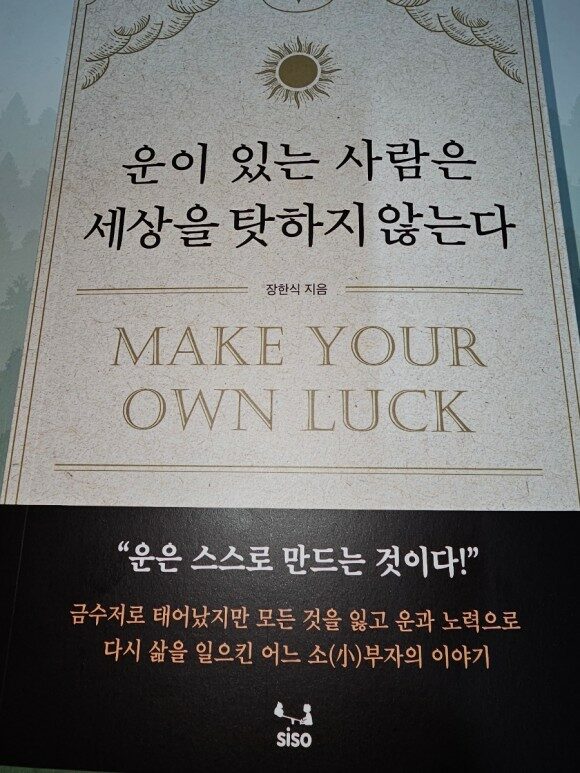 운이 있는 사람은
세상을 탓하지 않는다
장한식 지음
MAKE YOUR
OWN LUCK
“운은 스스로 만드는 것이다!”
금수저로 태어났지만 모든 것을 잃고 운과 노력으로
다시 삶을 일으킨 어느 소(小)부자의 이야기
siso